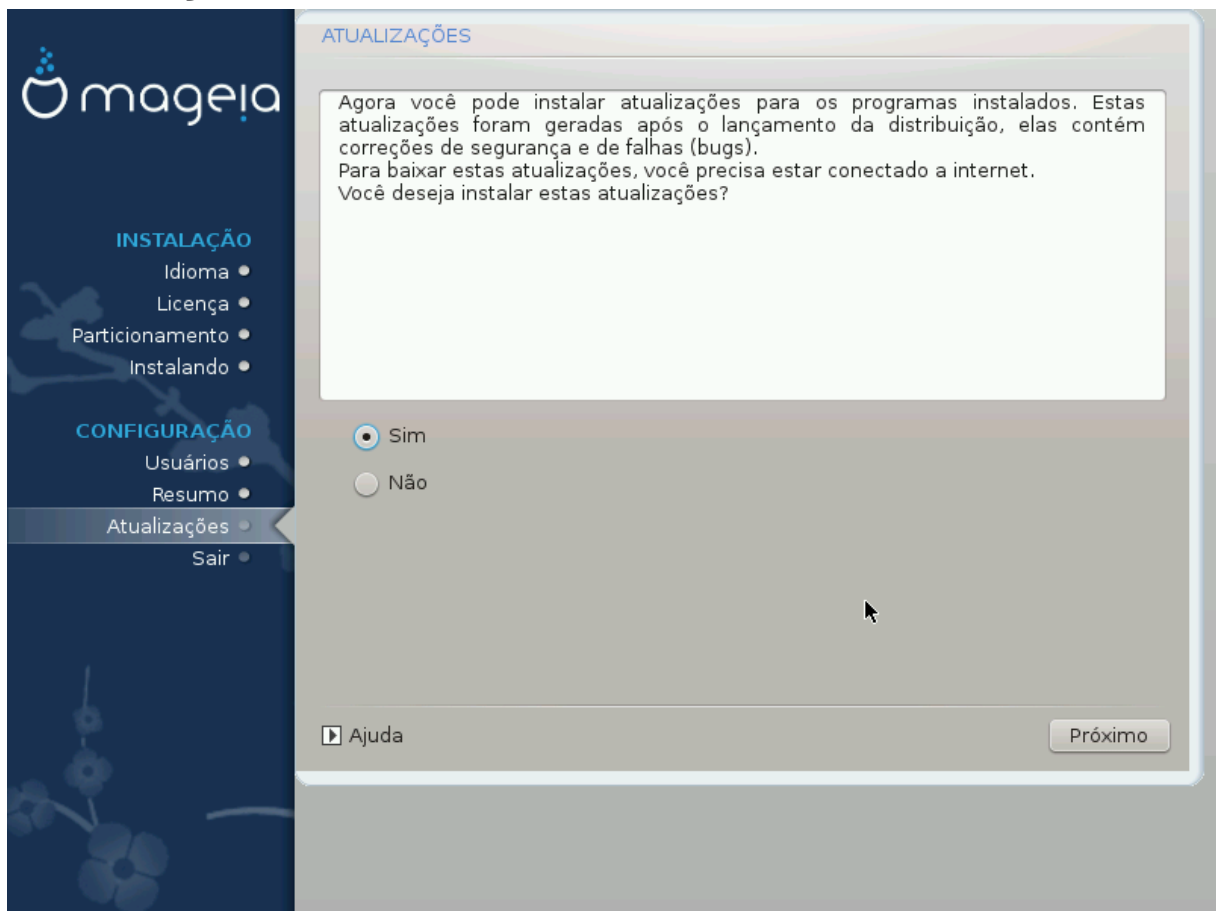 mageia
INSTALAÇÃO
Idioma
Licença
Particionamento
Instalando
CONFIGURAÇÃO
Usuários
Resumo
Atualizações
Sair
ATUALIZAÇÕES
Agora você pode instalar atualizações para os programas instalados. Estas
atualizações foram geradas após o lançamento da distribuição, elas contém
correções de segurança e de falhas (bugs).
Para baixar estas atualizações, você precisa estar conectado a internet.
Você deseja instalar estas atualizações?
Sim
Não
Ajuda
Próximo